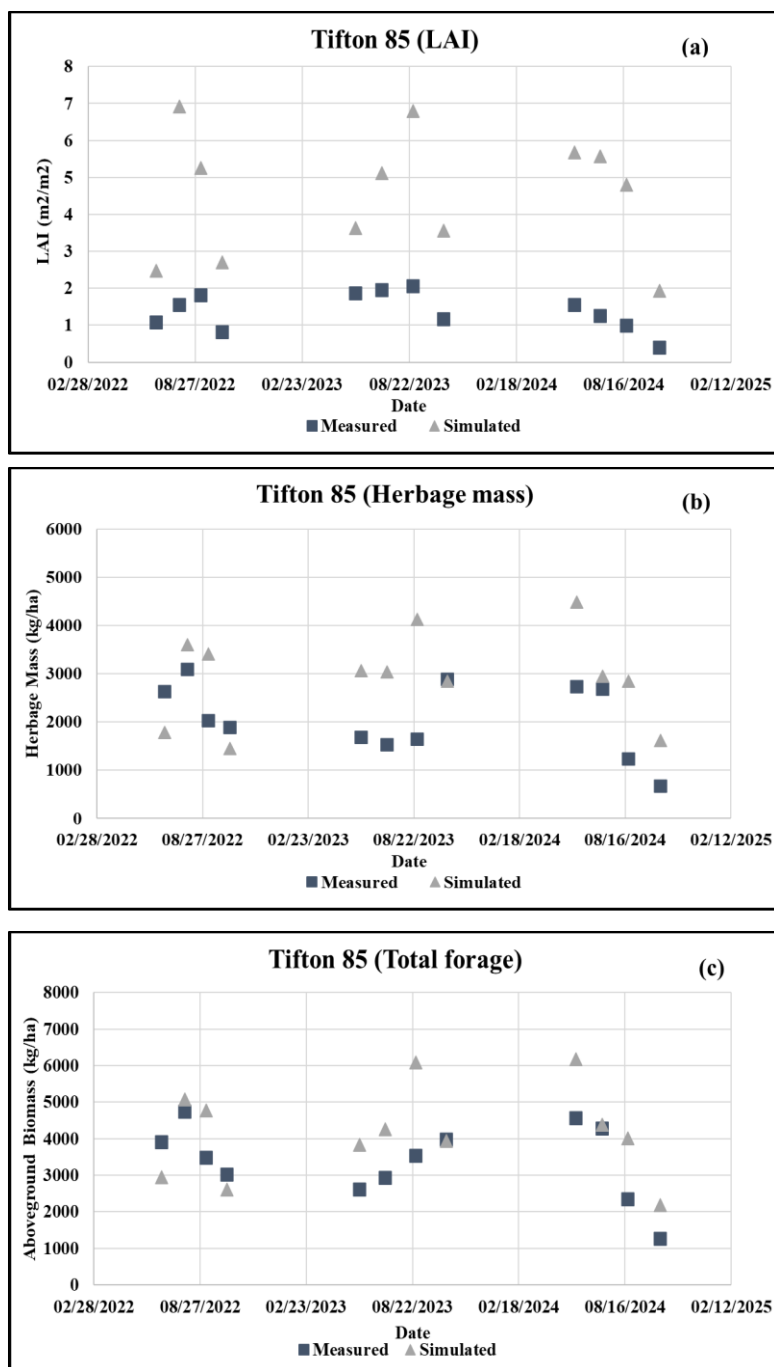 Tifton 85 (LAI)
(a)
8
7
6
5
4
3
2
1
0
LAI (m2/m2)
02/28/2022 08/27/2022 02/23/2023 08/22/2023 02/18/2024 08/16/2024 02/12/2025
Date
Measured Simulated
Tifton 85 (Herbage mass)
(b)
6000
5000
4000
3000
2000
1000
0
Herbage Mass (kg/ha)
02/28/2022 08/27/2022 02/23/2023 08/22/2023 02/18/2024 08/16/2024 02/12/2025
Date
Measured Simulated
Tifton 85 (Total forage)
(c)
8000
7000
6000
5000
4000
3000
2000
1000
0
Aboveground Biomass (kg/ha)
02/28/2022 08/27/2022 02/23/2023 08/22/2023 02/18/2024 08/16/2024 02/12/2025
Date
Measured Simulated